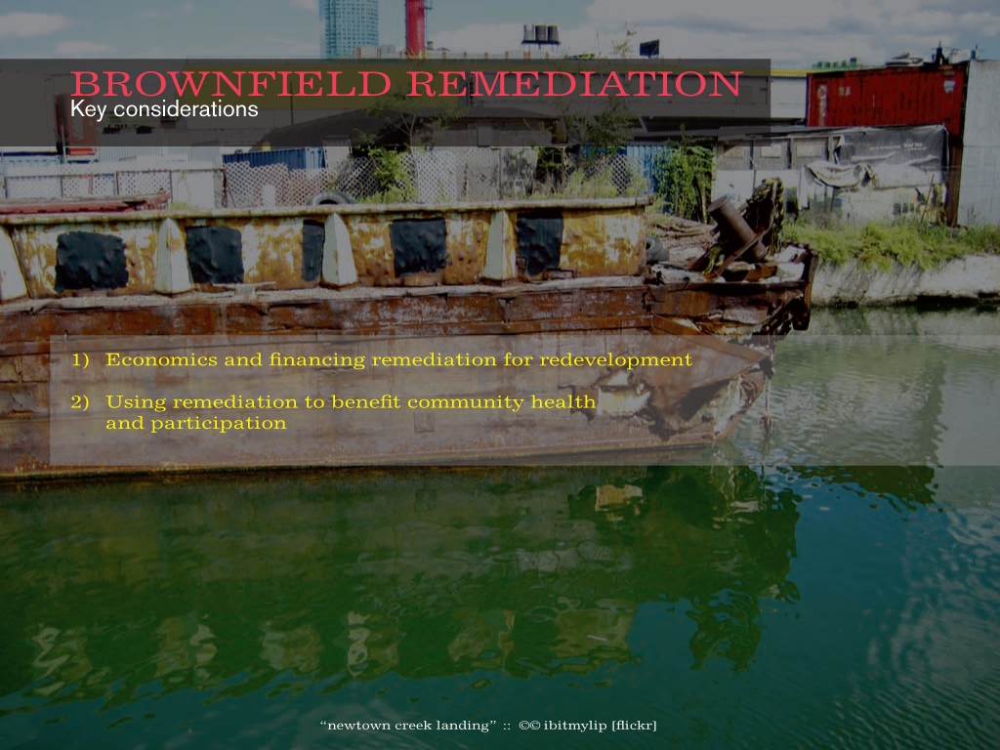 BROWNFIELD REMEDIATION
Key considerations
1) Economics and financing remediation for redevelopment
2) Using remediation to benefit community health
and participation
“newtown creek landing” :: ©© ibitmylip [flickr]